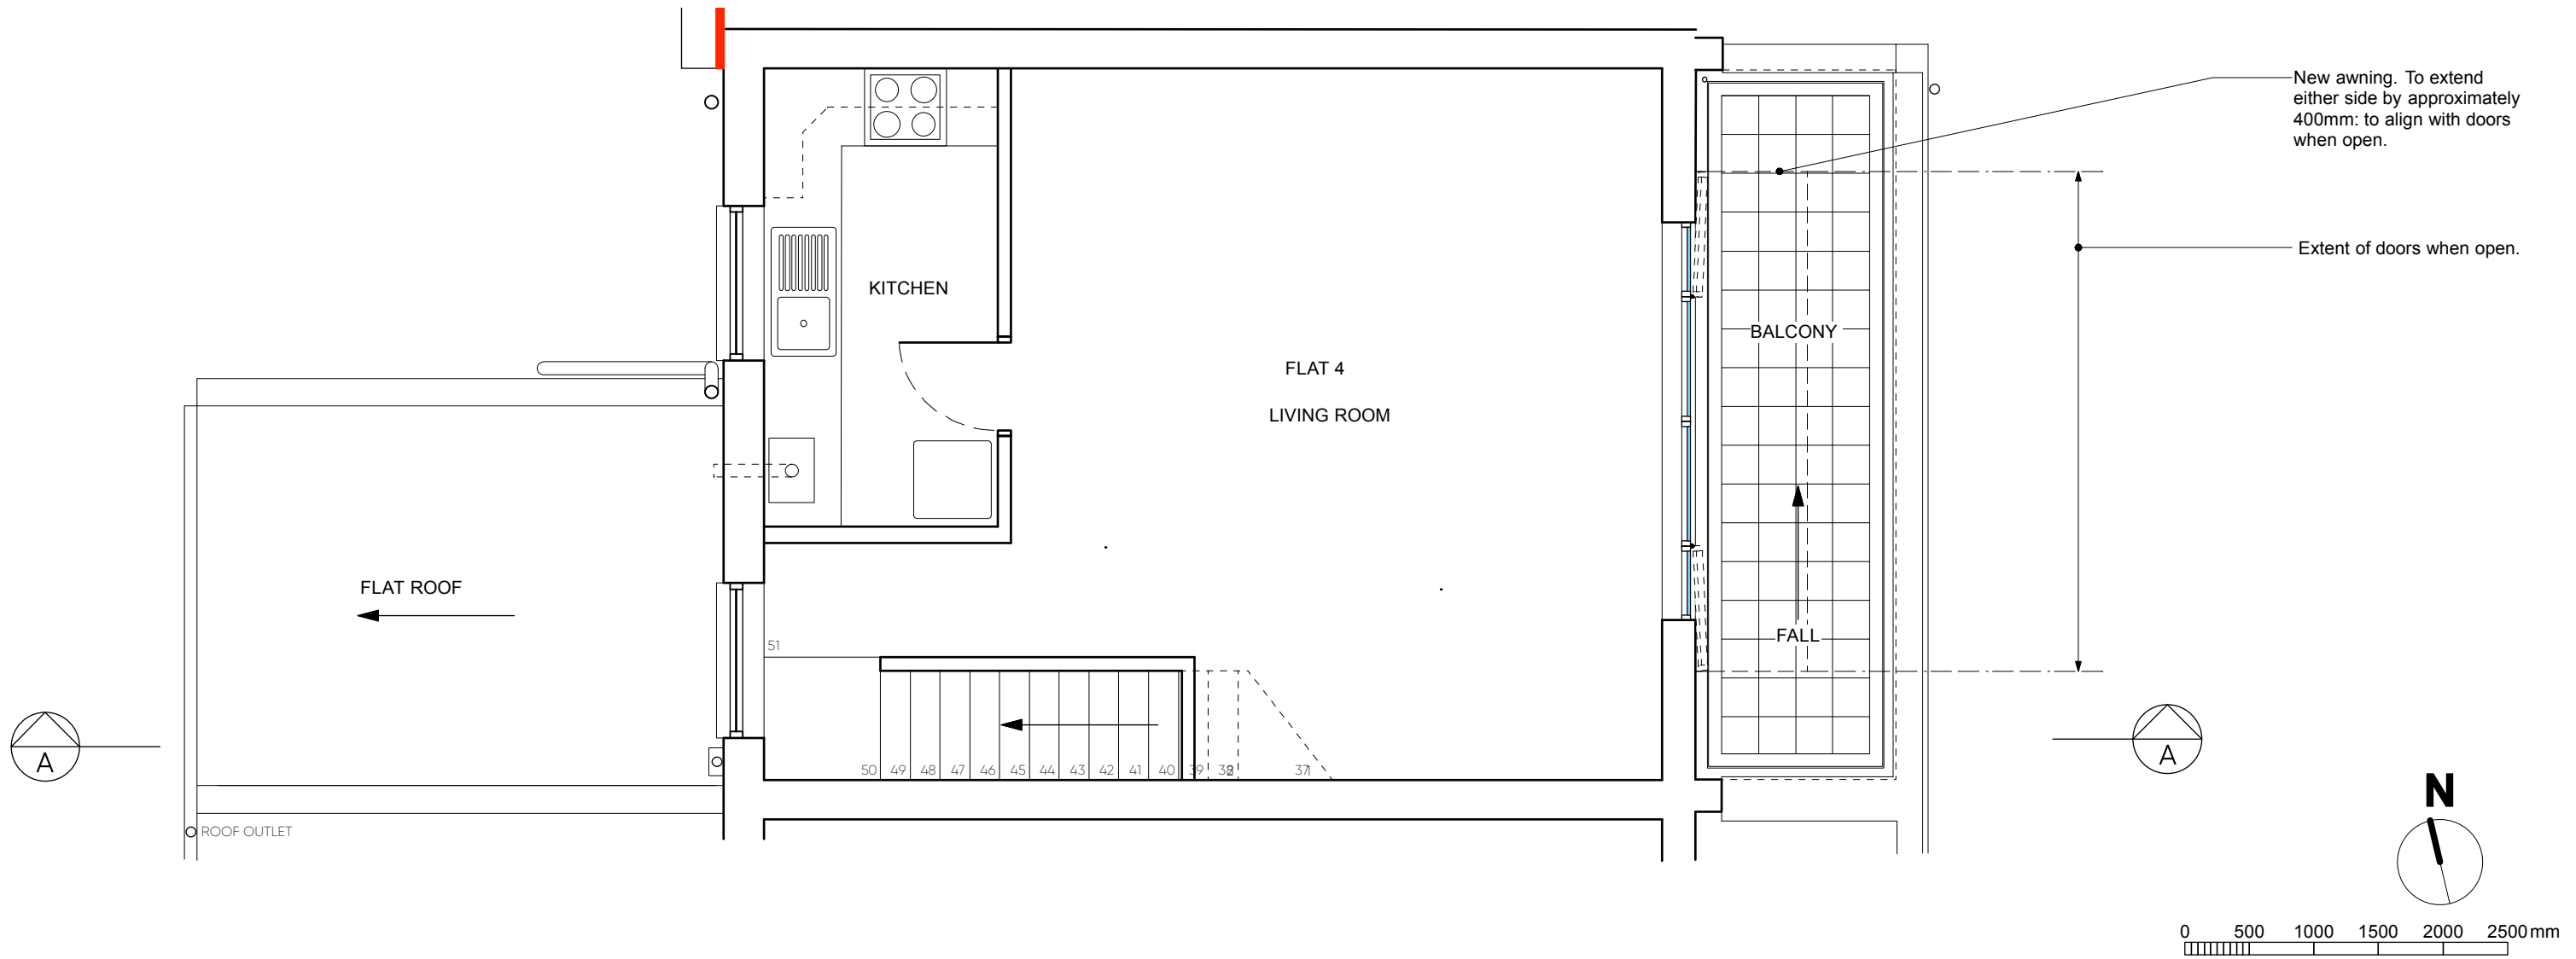 New awning. To extend
either side by approximately
400mm: to align with doors
when open.
Extent of doors when open.
KITCHEN
BALCONY
FLAT 4
LIVING ROOM
FLAT ROOF
FALL
51
50 49 48 47 46 45 44 43 42 41 40 39 38 37
A
A
N
ROOF OUTLET
0 500 1000 1500 2000 2500 mm